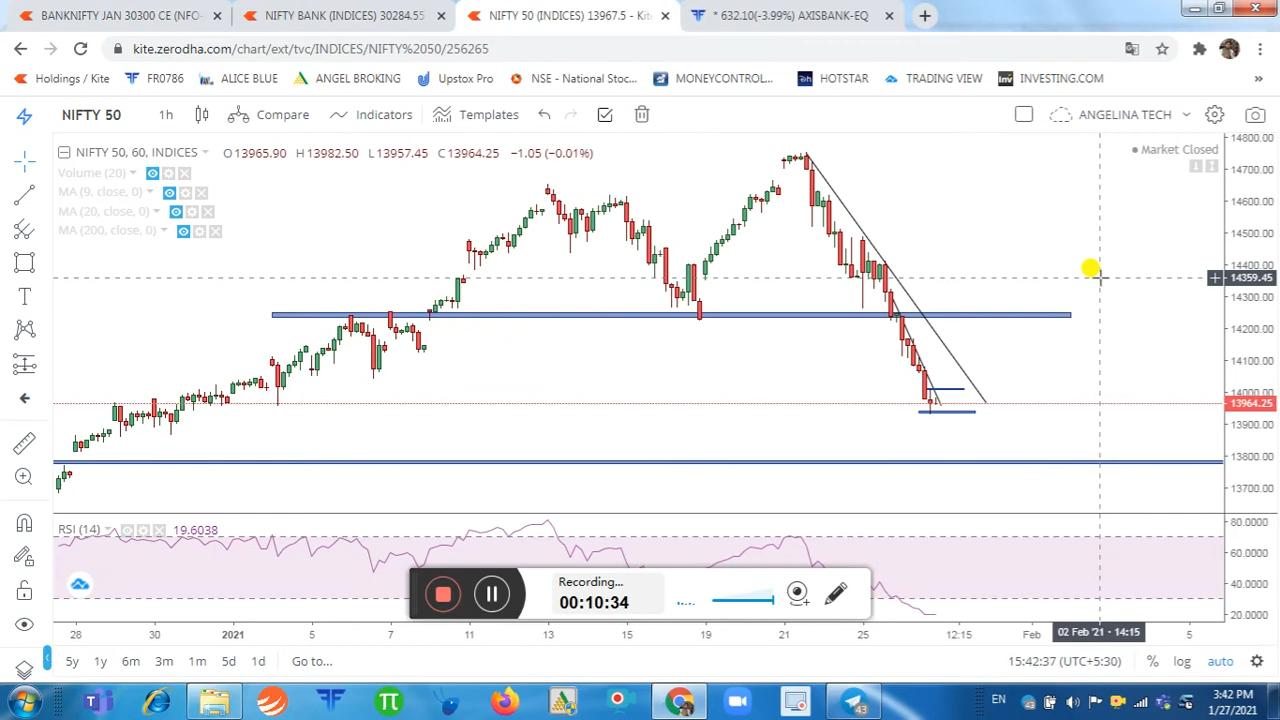 BANKNIFTY JAN 30300 CE (NFO-
NIFTY BANK (INDICES) 30284.55
NIFTY 50 (INDICES) 13967.5 - Kite
* 632.10(-3.99%) AXISBANK-EQ
kite.zerodha.com/chart/ext/tvc/INDICES/NIFTY%2050/256265
Holdings / Kite
FR0786
ALICE BLUE
ANGEL BROKING
Upstox Pro
NSE - National Stoc...
MONEYCONTROL...
HOTSTAR
TRADING VIEW
INVESTING.COM
NIFTY 50
1h
Compare
Indicators
Templates
ANGELINA TECH
NIFTY 50, 60, INDICES
O13965.90 H13982.50 L13957.45 C13964.25 −1.05 (−0.01%)
Market Closed
Volume (20)
MA (9, close, 0)
MA (20, close, 0)
MA (200, close, 0)
14800.00
14700.00
14600.00
14500.00
14400.00
14359.45
14300.00
14200.00
14100.00
14000.00
13964.25
13900.00
13800.00
13700.00
RSI (14)
19.6038
80.0000
60.0000
40.0000
20.0000
Recording...
00:10:34
28 30 2021 5 7 11 13 15 19 21 25 12:15 Feb 02 Feb '21 - 14:15 5
5y 1y 6m 3m 1m 5d 1d Go to...
15:42:37 (UTC+5:30) % log auto
43
EN
3:42 PM
1/27/2021